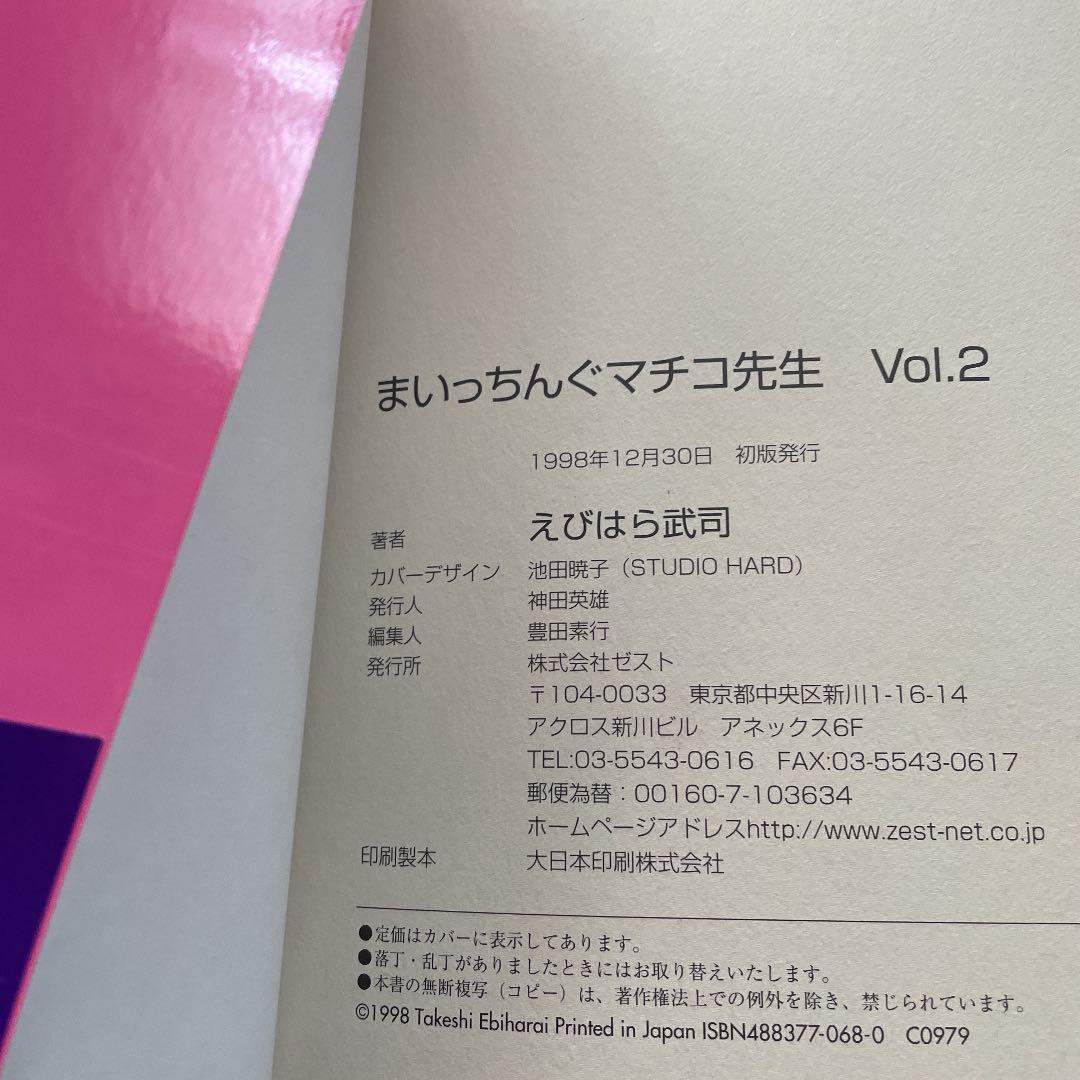 まいっちんぐマチコ先生　Vol.2
1998年12月30日　初版発行
著者　えびはら武司
カバーデザイン　池田暁子（STUDIO HARD）
発行人　神田英雄
編集人　豊田素行
発行所　株式会社ゼスト
〒104-0033　東京都中央区新川1-16-14
アクロス新川ビル　アネックス6F
TEL:03-5543-0616　FAX:03-5543-0617
郵便為替：00160-7-103634
ホームページアドレスhttp://www.zest-net.co.jp
印刷製本　大日本印刷株式会社
●定価はカバーに表示してあります。
●落丁・乱丁がありましたときにはお取り替えいたします。
●本書の無断複写（コピー）は、著作権法上での例外を除き、禁じられています。
©1998 Takeshi Ebiharai Printed in Japan ISBN488377-068-0　C0979